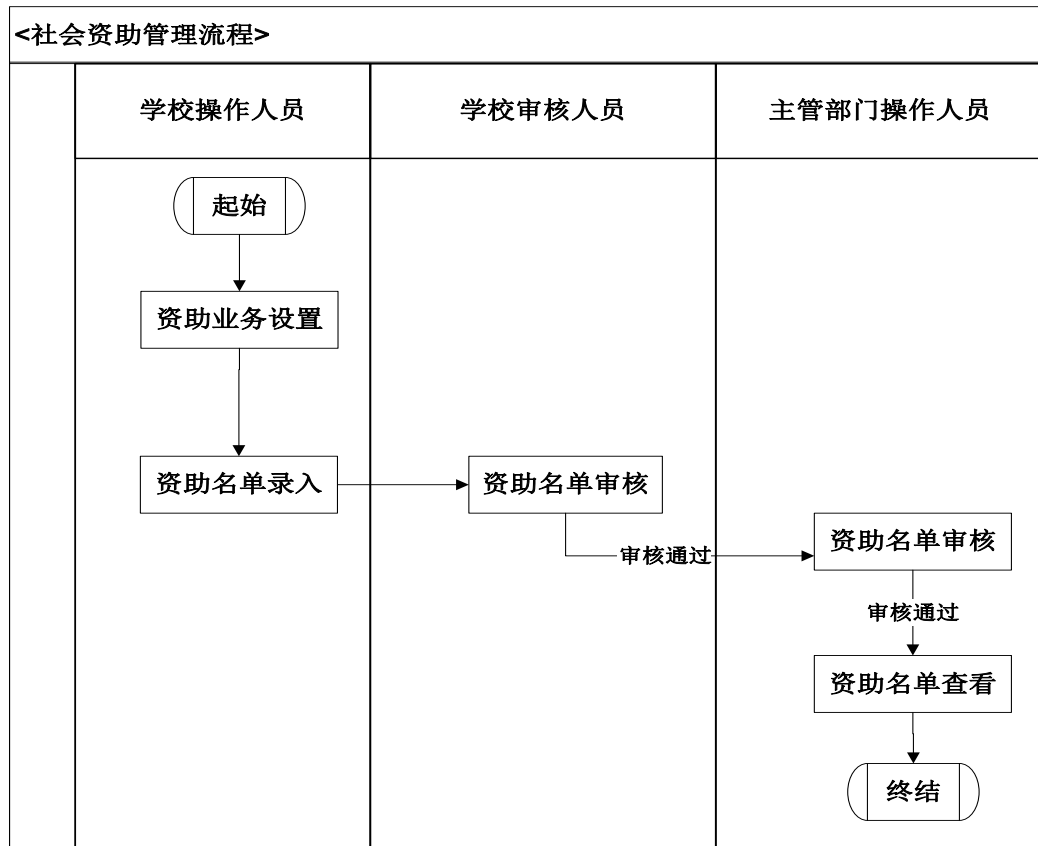 <社会资助管理流程>
学校操作人员
学校审核人员
主管部门操作人员
起始
资助业务设置
资助名单录入
资助名单审核
审核通过
资助名单审核
审核通过
资助名单查看
终结